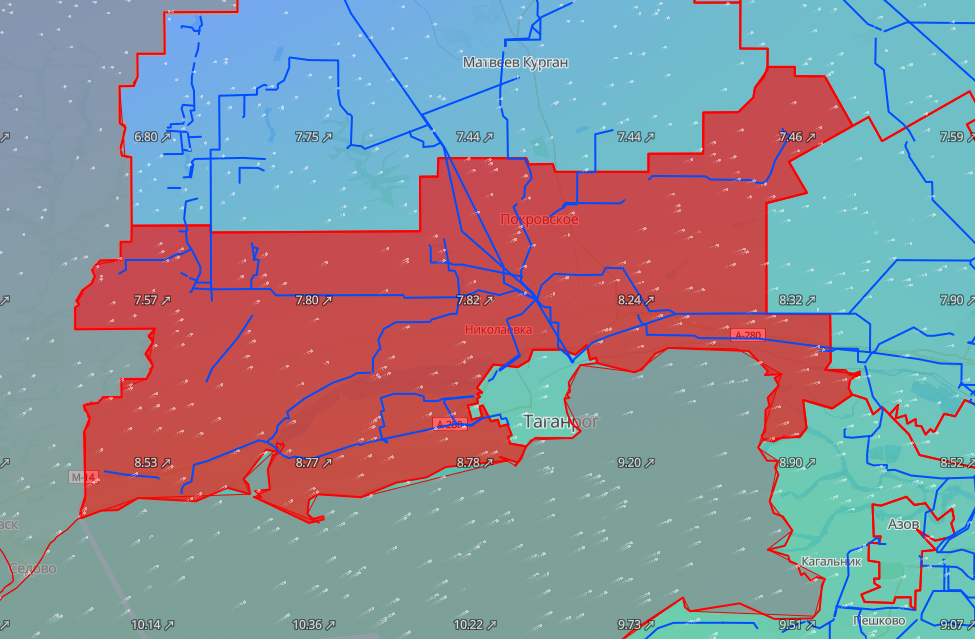 Матвеев Курган
6.80 7.75 7.44 7.44 7.46 7.59
Покровское
7.57 7.80 7.82 8.24 8.32 7.90
Николаевка
А-280
Таганрог
А-280
8.53 8.77 8.78 9.20 8.90 8.52
М-14
вск
Азов
Кагальник
Седово
Пешково
10.14 10.36 10.22 9.73 9.51 9.07